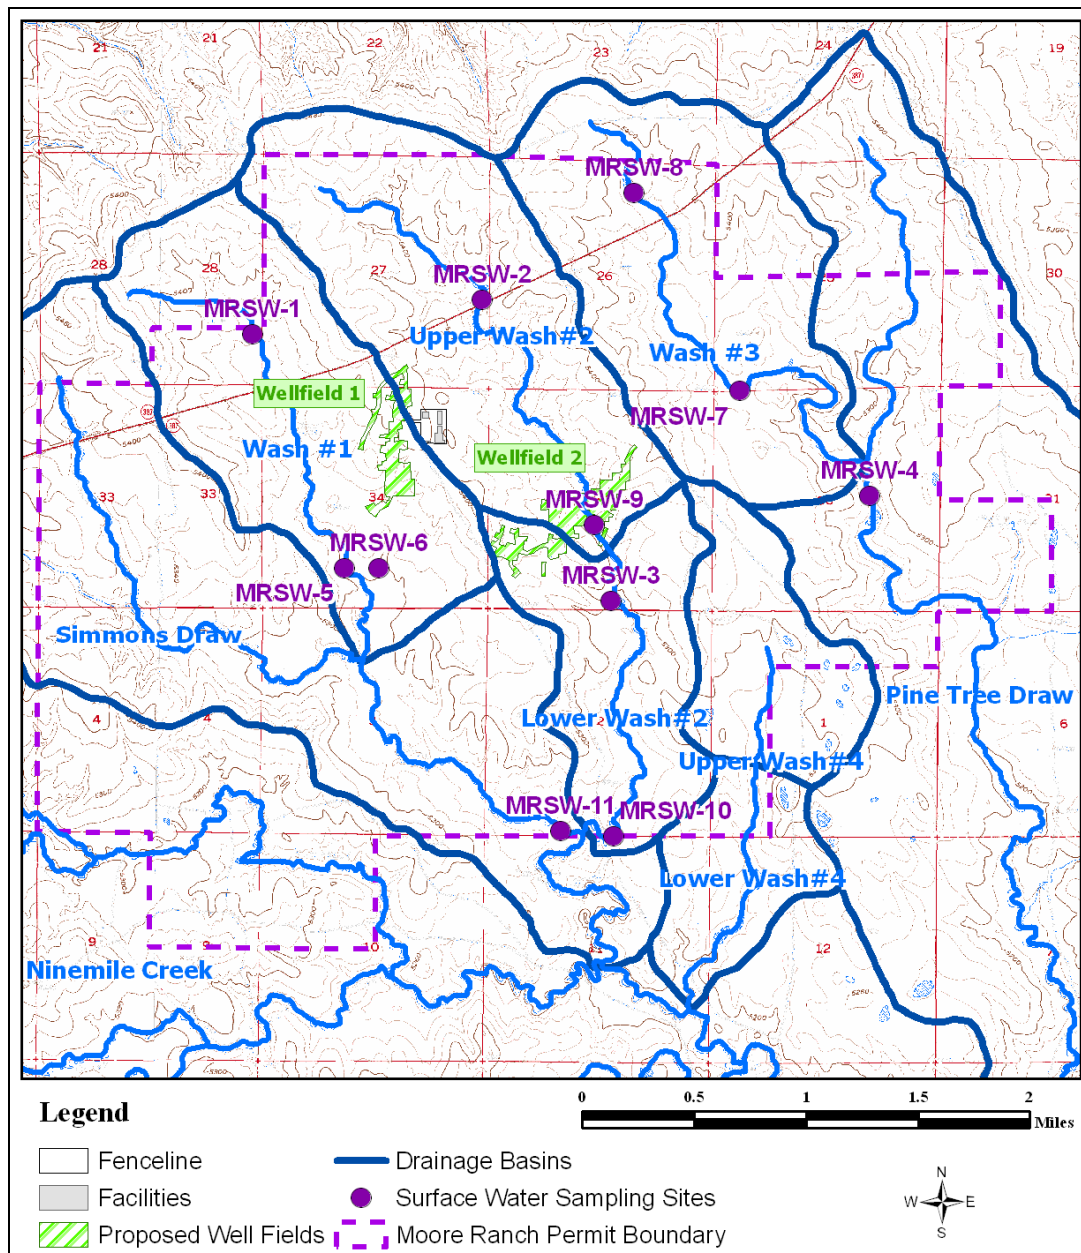 21
21
22
23
24
19
387
MRSW-8
28
28
27
26
30
MRSW-2
MRSW-1
Upper Wash#2
Wash #3
Wellfield 1
387
MRSW-7
Wash #1
Wellfield 2
MRSW-4
33
33
34
MRSW-9
31
MRSW-6
MRSW-3
MRSW-5
Simmons Draw
Pine Tree Draw
4
4
Lower Wash#2
1
6
Upper Wash#4
MRSW-11
MRSW-10
Lower Wash#4
9
9
10
12
Ninemile Creek
Legend
0
0.5
1
1.5
2
Miles
Fenceline
Drainage Basins
Facilities
Surface Water Sampling Sites
Proposed Well Fields
Moore Ranch Permit Boundary
N
W
E
S